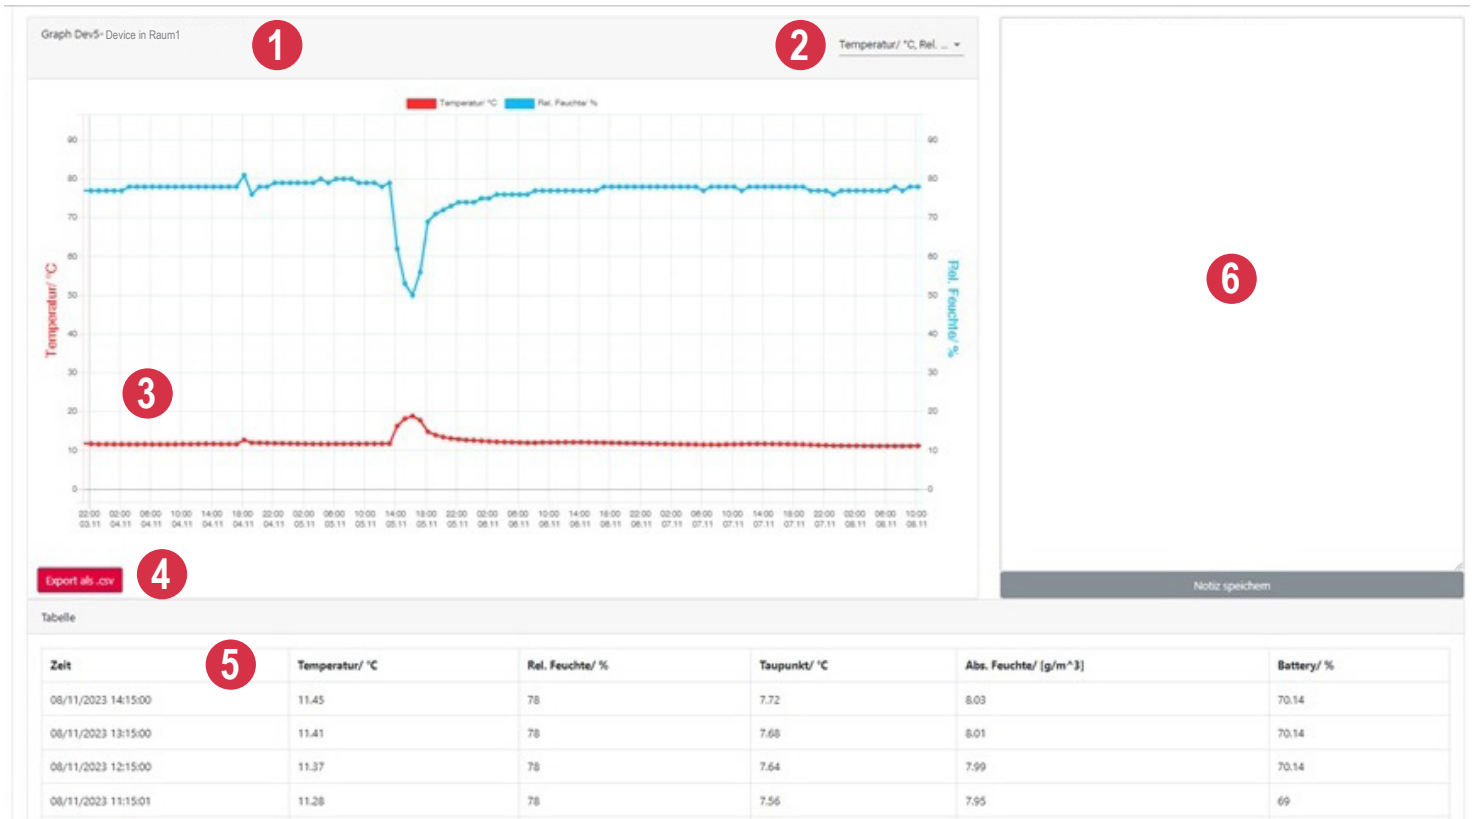 Graph Dev5- Device in Raum1
1
2
Temperatur/ °C, Rel. ...
Temperatur/ °C
Rel. Feuchte/ %
90
80
70
60
50
40
30
20
10
0
Temperatur/ °C
90
80
70
60
50
40
30
20
10
0
Rel. Feuchte/ %
3
22:00 02:00 06:00 10:00 14:00 18:00 22:00 02:00 06:00 10:00 14:00 18:00 22:00 02:00 06:00 10:00 14:00 18:00 22:00 02:00 06:00 10:00 14:00 18:00 22:00 02:00 06:00 10:00
03.11 04.11 04.11 04.11 04.11 04.11 04.11 05.11 05.11 05.11 05.11 05.11 05.11 06.11 06.11 06.11 06.11 06.11 06.11 07.11 07.11 07.11 07.11 07.11 07.11 08.11 08.11 08.11
Export als .csv
4
6
Notiz speichern
Tabelle
5
Zeit Temperatur/ °C Rel. Feuchte/ % Taupunkt/ °C Abs. Feuchte/ [g/m^3] Battery/ %
08/11/2023 14:15:00 11.45 78 7.72 8.03 70.14
08/11/2023 13:15:00 11.41 78 7.68 8.01 70.14
08/11/2023 12:15:00 11.37 78 7.64 7.99 70.14
08/11/2023 11:15:01 11.28 78 7.56 7.95 69